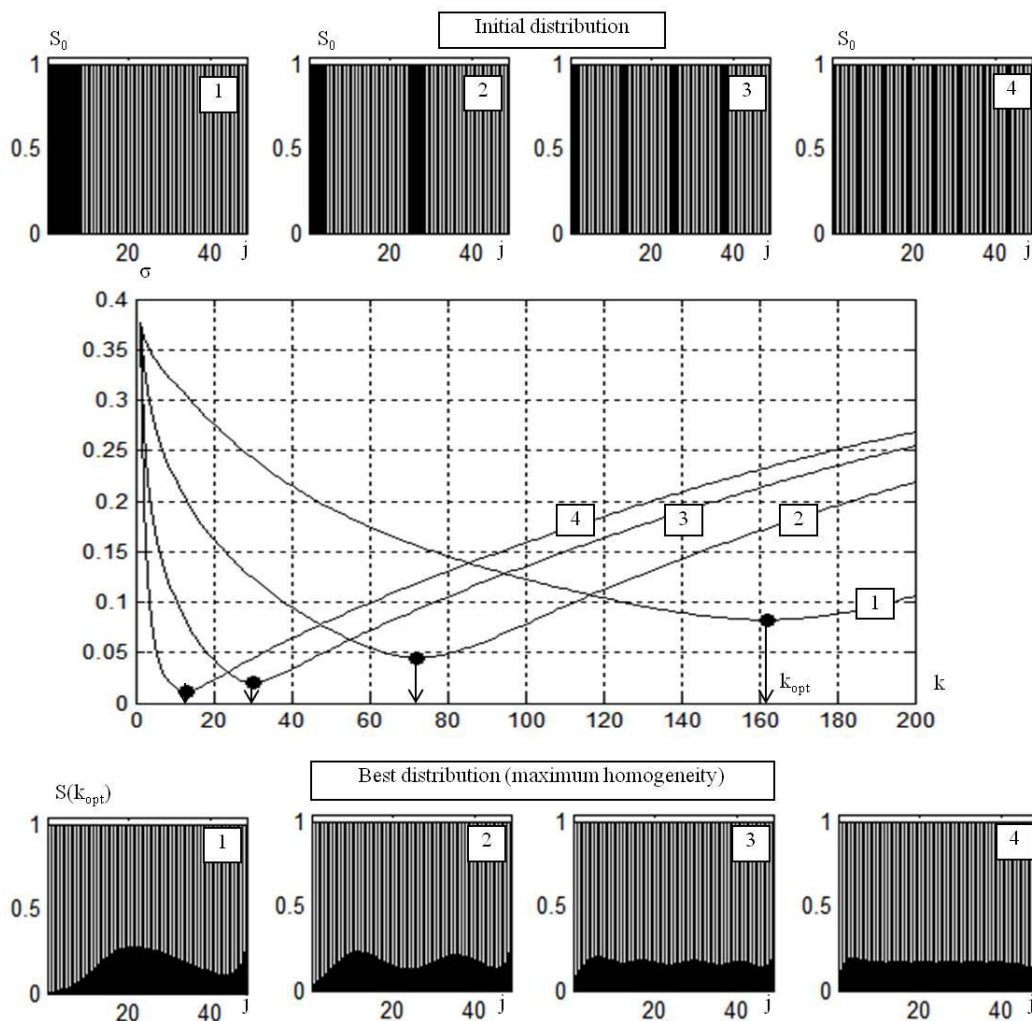 Initial distribution
S₀ S₀
1 1 1 1
1 2 3 4
0.5 0.5 0.5 0.5
0 0 0 0
20 40 j 20 40 j 20 40 j 20 40 j
σ
0.4
0.35
0.3
0.25
0.2
4 3 2
0.15
0.1
1
0.05
k_opt k
0
0 20 40 60 80 100 120 140 160 180 200
Best distribution (maximum homogeneity)
S(k_opt)
1 1 1 1
1 2 3 4
0.5 0.5 0.5 0.5
0 0 0 0
20 40 j 20 40 j 20 40 j 20 40 j